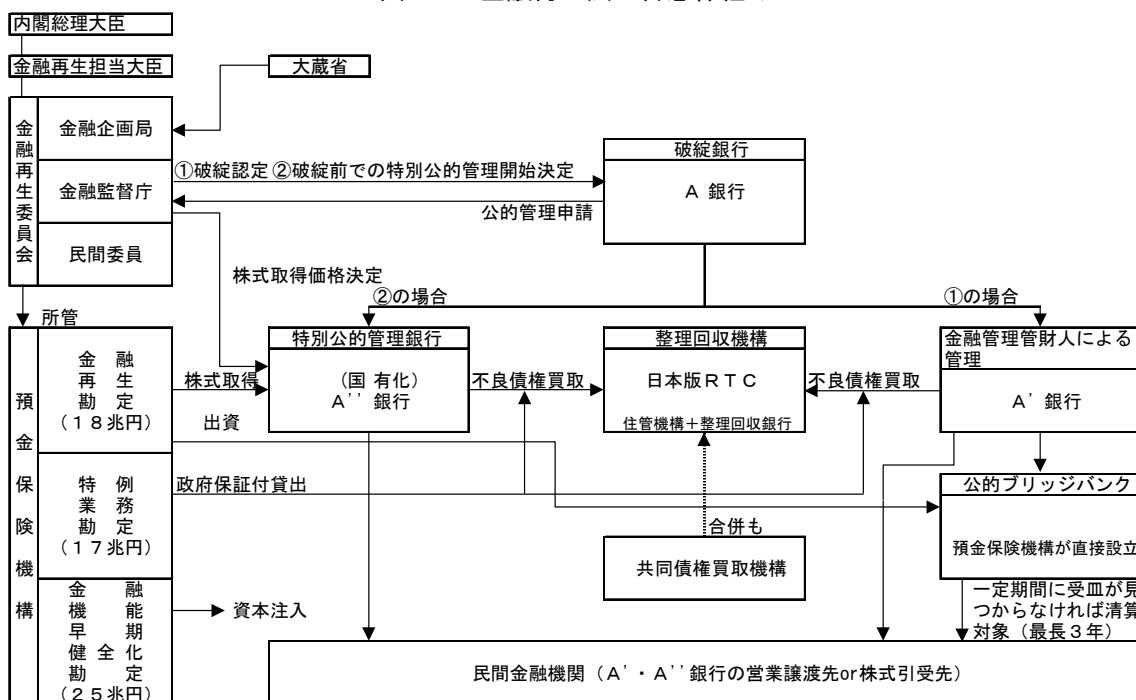 内閣総理大臣
金融再生担当大臣
大蔵省
金融再生委員会
金融企画局
金融監督庁
民間委員
①破綻認定 ②破綻前での特別公的管理開始決定
公的管理申請
破綻銀行
A 銀行
株式取得価格決定
②の場合
①の場合
所管
預金保険機構
金融
再生
勘定
(18兆円)
特例
業務
勘定
(17兆円)
金融
機能
早期
健全化
勘定
(25兆円)
株式取得
出資
政府保証付貸出
資本注入
特別公的管理銀行
(国有化)
A'' 銀行
不良債権買取
整理回収機構
日本版RTC
住管機構+整理回収銀行
不良債権買取
金融管理管財人による
管理
A' 銀行
合併も
共同債権買取機構
公的ブリッジバンク
預金保険機構が直接設立
一定期間に受皿が見
つからなければ清算
対象(最長3年)
民間金融機関(A'・A''銀行の営業譲渡先or株式引受先)